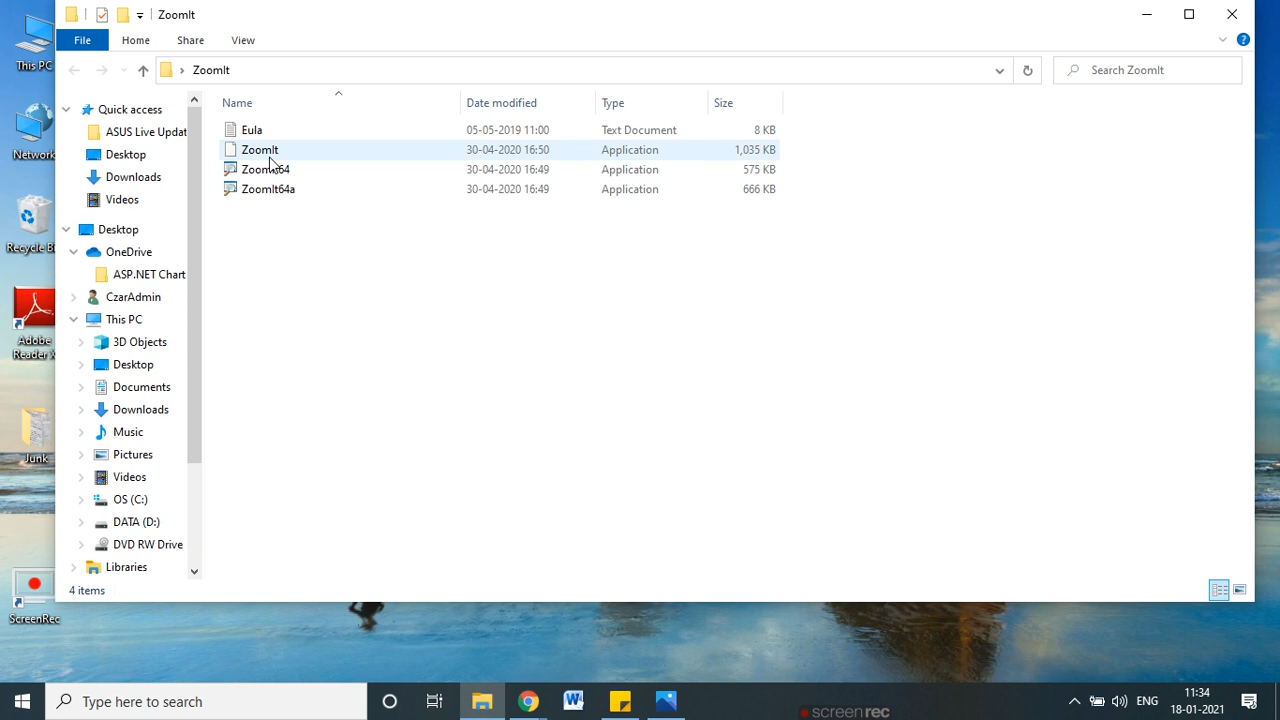 ZoomIt
File Home Share View
ZoomIt
Search ZoomIt
Name Date modified Type Size
Eula 05-05-2019 11:00 Text Document 8 KB
ZoomIt 30-04-2020 16:50 Application 1,035 KB
ZoomIt64 30-04-2020 16:49 Application 575 KB
ZoomIt64a 30-04-2020 16:49 Application 666 KB
Quick access
ASUS Live Updat
Desktop
Downloads
Videos
Desktop
OneDrive
ASP.NET Chart
CzarAdmin
This PC
3D Objects
Desktop
Documents
Downloads
Music
Pictures
Videos
OS (C:)
DATA (D:)
DVD RW Drive
Libraries
4 items
This PC
Network
Recycle Bi
Adobe
Reader X
Junk
ScreenRec
Type here to search
screenrec
ENG
11:34
18-01-2021